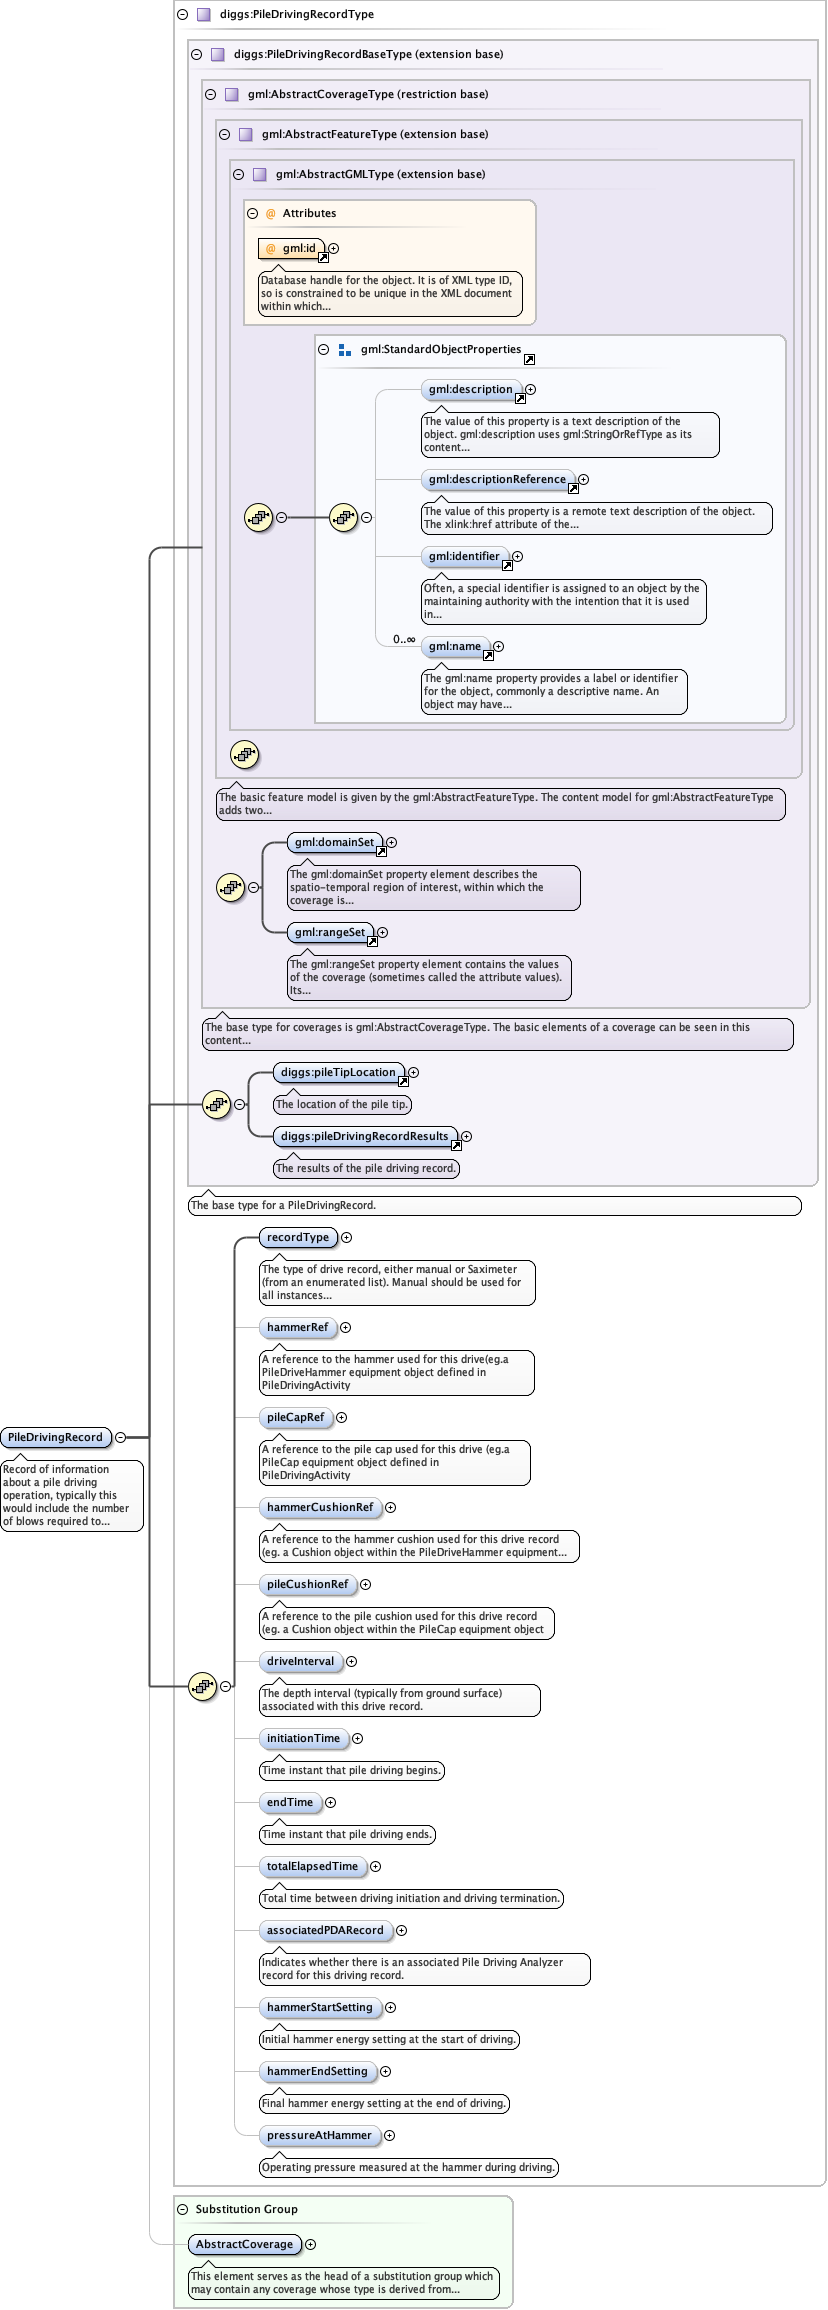 diggs:PileDrivingRecordType
diggs:PileDrivingRecordBaseType (extension base)
gml:AbstractCoverageType (restriction base)
gml:AbstractFeatureType (extension base)
gml:AbstractGMLType (extension base)
@ Attributes
@ gml:id
Database handle for the object. It is of XML type ID,
so is constrained to be unique in the XML document
within which...
gml:StandardObjectProperties
gml:description
The value of this property is a text description of the
object. gml:description uses gml:StringOrRefType as its
content...
gml:descriptionReference
The value of this property is a remote text description of the object.
The xlink:href attribute of the...
gml:identifier
Often, a special identifier is assigned to an object by the
maintaining authority with the intention that it is used
in...
0..∞
gml:name
The gml:name property provides a label or identifier
for the object, commonly a descriptive name. An
object may have...
The basic feature model is given by the gml:AbstractFeatureType. The content model for gml:AbstractFeatureType
adds two...
gml:domainSet
The gml:domainSet property element describes the
spatio-temporal region of interest, within which the
coverage is...
gml:rangeSet
The gml:rangeSet property element contains the values
of the coverage (sometimes called the attribute values).
Its...
The base type for coverages is gml:AbstractCoverageType. The basic elements of a coverage can be seen in this
content...
diggs:pileTipLocation
The location of the pile tip.
diggs:pileDrivingRecordResults
The results of the pile driving record.
The base type for a PileDrivingRecord.
recordType
The type of drive record, either manual or Saximeter
(from an enumerated list). Manual should be used for
all instances...
hammerRef
A reference to the hammer used for this drive(eg.a
PileDriveHammer equipment object defined in
PileDrivingActivity
pileCapRef
A reference to the pile cap used for this drive (eg.a
PileCap equipment object defined in
PileDrivingActivity
PileDrivingRecord
Record of information
about a pile driving
operation, typically this
would include the number
of blows required to...
hammerCushionRef
A reference to the hammer cushion used for this drive record
(eg. a Cushion object within the PileDriveHammer equipment...
pileCushionRef
A reference to the pile cushion used for this drive record
(eg. a Cushion object within the PileCap equipment object
driveInterval
The depth interval (typically from ground surface)
associated with this drive record.
initiationTime
Time instant that pile driving begins.
endTime
Time instant that pile driving ends.
totalElapsedTime
Total time between driving initiation and driving termination.
associatedPDARecord
Indicates whether there is an associated Pile Driving Analyzer
record for this driving record.
hammerStartSetting
Initial hammer energy setting at the start of driving.
hammerEndSetting
Final hammer energy setting at the end of driving.
pressureAtHammer
Operating pressure measured at the hammer during driving.
Substitution Group
AbstractCoverage
This element serves as the head of a substitution group which
may contain any coverage whose type is derived from...